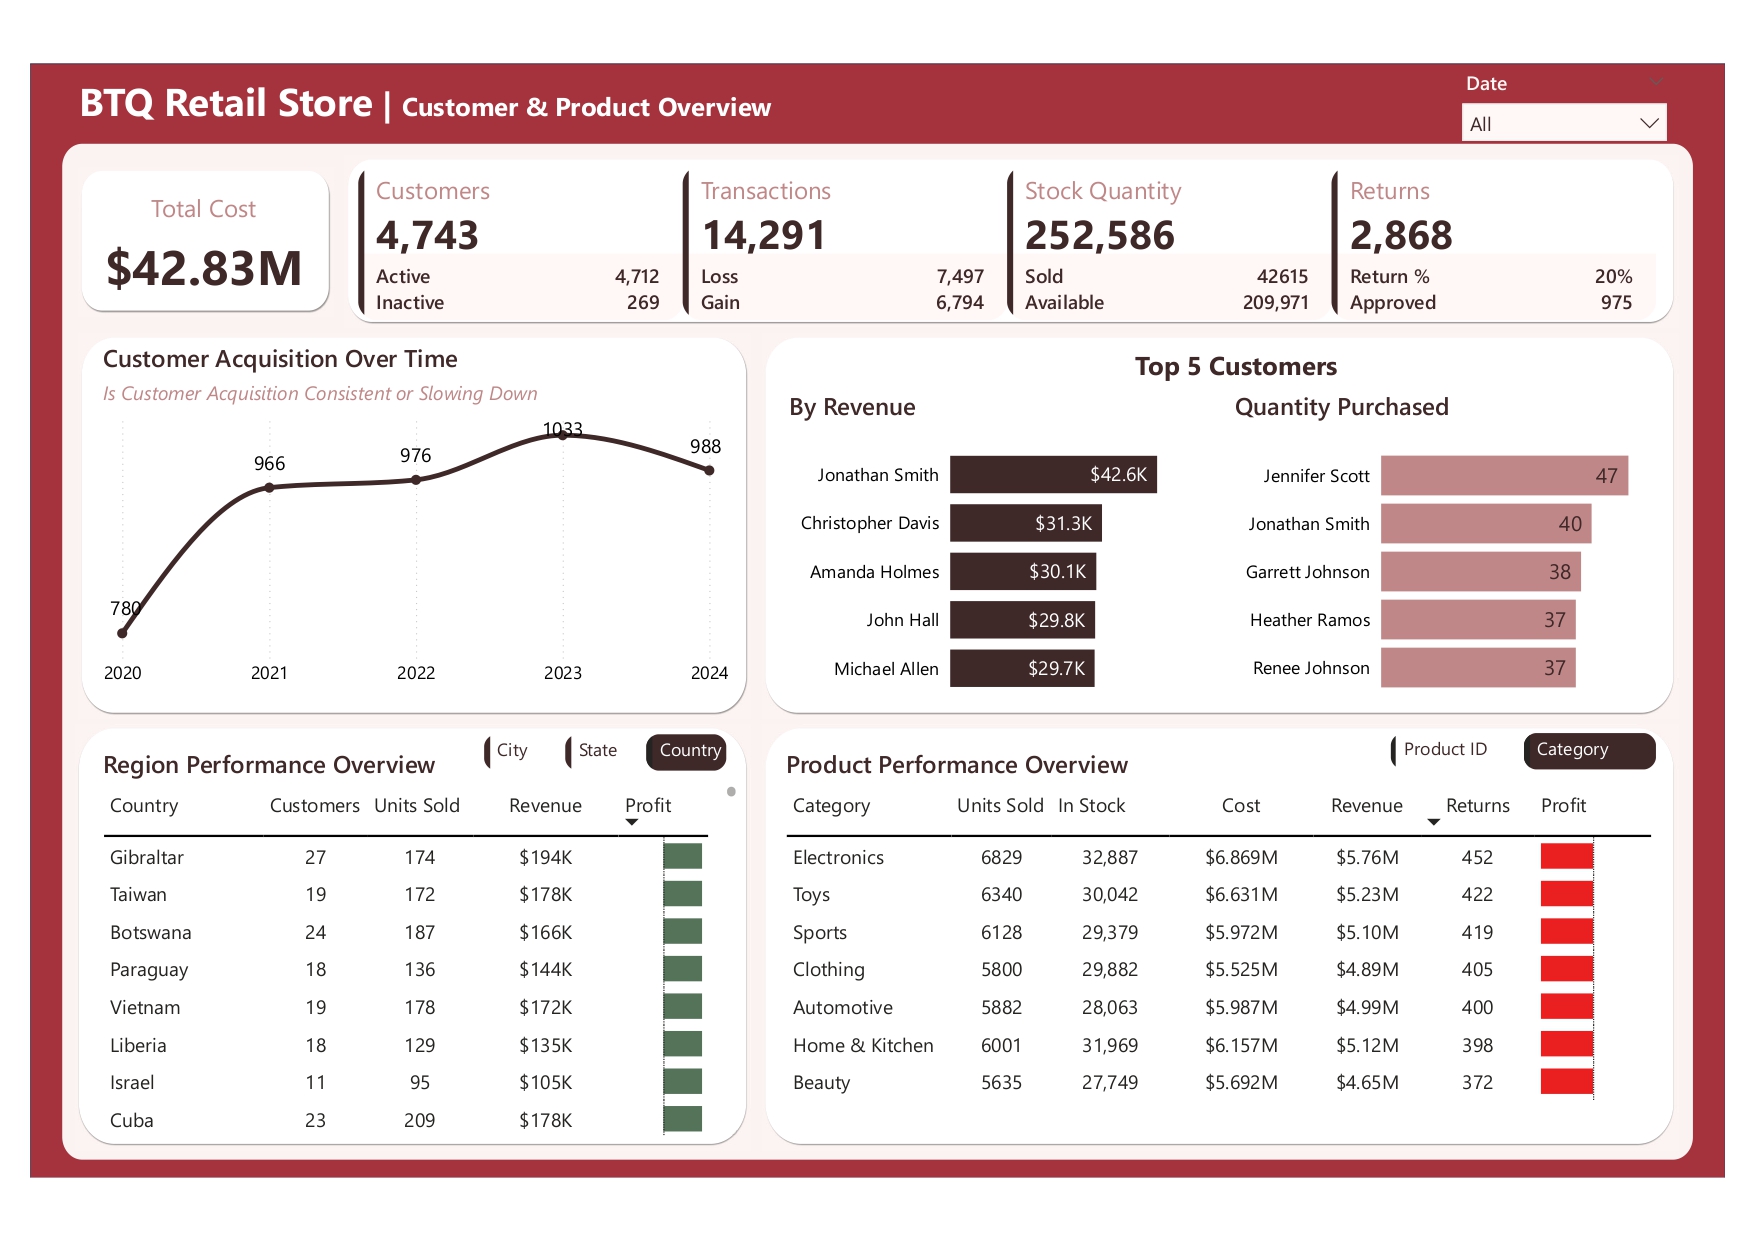 BTQ Retail Store | Customer & Product Overview
Date
All
Total Cost
$42.83M
Customers
4,743
Active 4,712
Inactive 269
Transactions
14,291
Loss 7,497
Gain 6,794
Stock Quantity
252,586
Sold 42615
Available 209,971
Returns
2,868
Return % 20%
Approved 975
Customer Acquisition Over Time
Is Customer Acquisition Consistent or Slowing Down
780 966 976 1033 988
2020 2021 2022 2023 2024
Top 5 Customers
By Revenue
Jonathan Smith $42.6K
Christopher Davis $31.3K
Amanda Holmes $30.1K
John Hall $29.8K
Michael Allen $29.7K
Quantity Purchased
Jennifer Scott 47
Jonathan Smith 40
Garrett Johnson 38
Heather Ramos 37
Renee Johnson 37
Region Performance Overview
City State Country
Country Customers Units Sold Revenue Profit
Gibraltar 27 174 $194K
Taiwan 19 172 $178K
Botswana 24 187 $166K
Paraguay 18 136 $144K
Vietnam 19 178 $172K
Liberia 18 129 $135K
Israel 11 95 $105K
Cuba 23 209 $178K
Product Performance Overview
Product ID Category
Category Units Sold In Stock Cost Revenue Returns Profit
Electronics 6829 32,887 $6.869M $5.76M 452
Toys 6340 30,042 $6.631M $5.23M 422
Sports 6128 29,379 $5.972M $5.10M 419
Clothing 5800 29,882 $5.525M $4.89M 405
Automotive 5882 28,063 $5.987M $4.99M 400
Home & Kitchen 6001 31,969 $6.157M $5.12M 398
Beauty 5635 27,749 $5.692M $4.65M 372